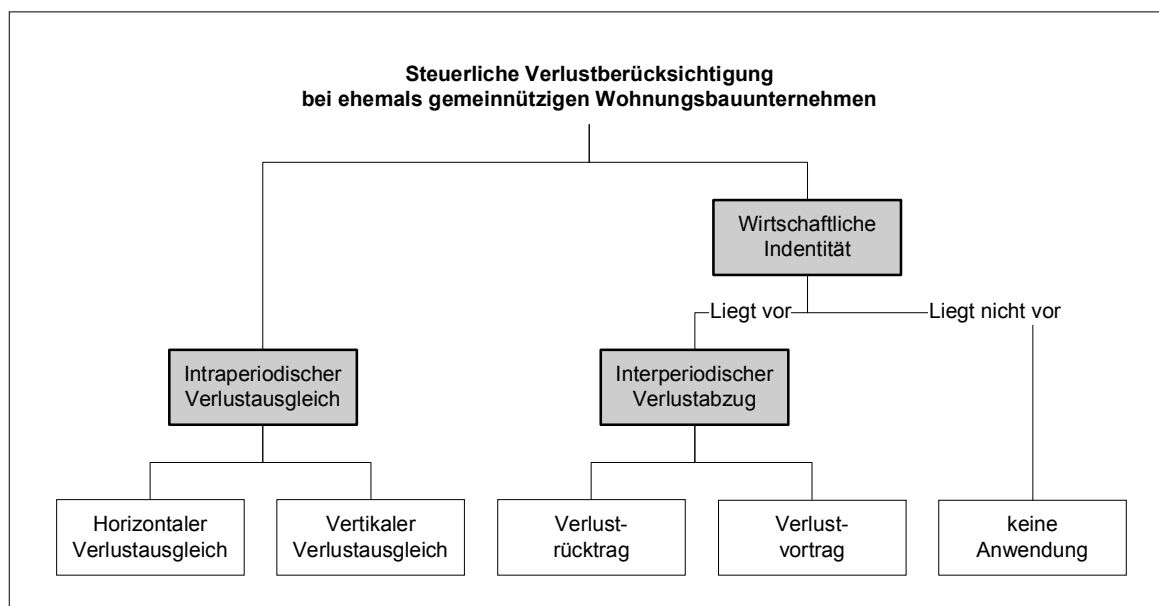 Steuerliche Verlustberücksichtigung
bei ehemals gemeinnützigen Wohnungsbauunternehmen
Wirtschaftliche
Indentität
Liegt vor
Liegt nicht vor
Intraperiodischer
Verlustausgleich
Interperiodischer
Verlustabzug
Horizontaler
Verlustausgleich
Vertikaler
Verlustausgleich
Verlust-
rücktrag
Verlust-
vortrag
keine
Anwendung